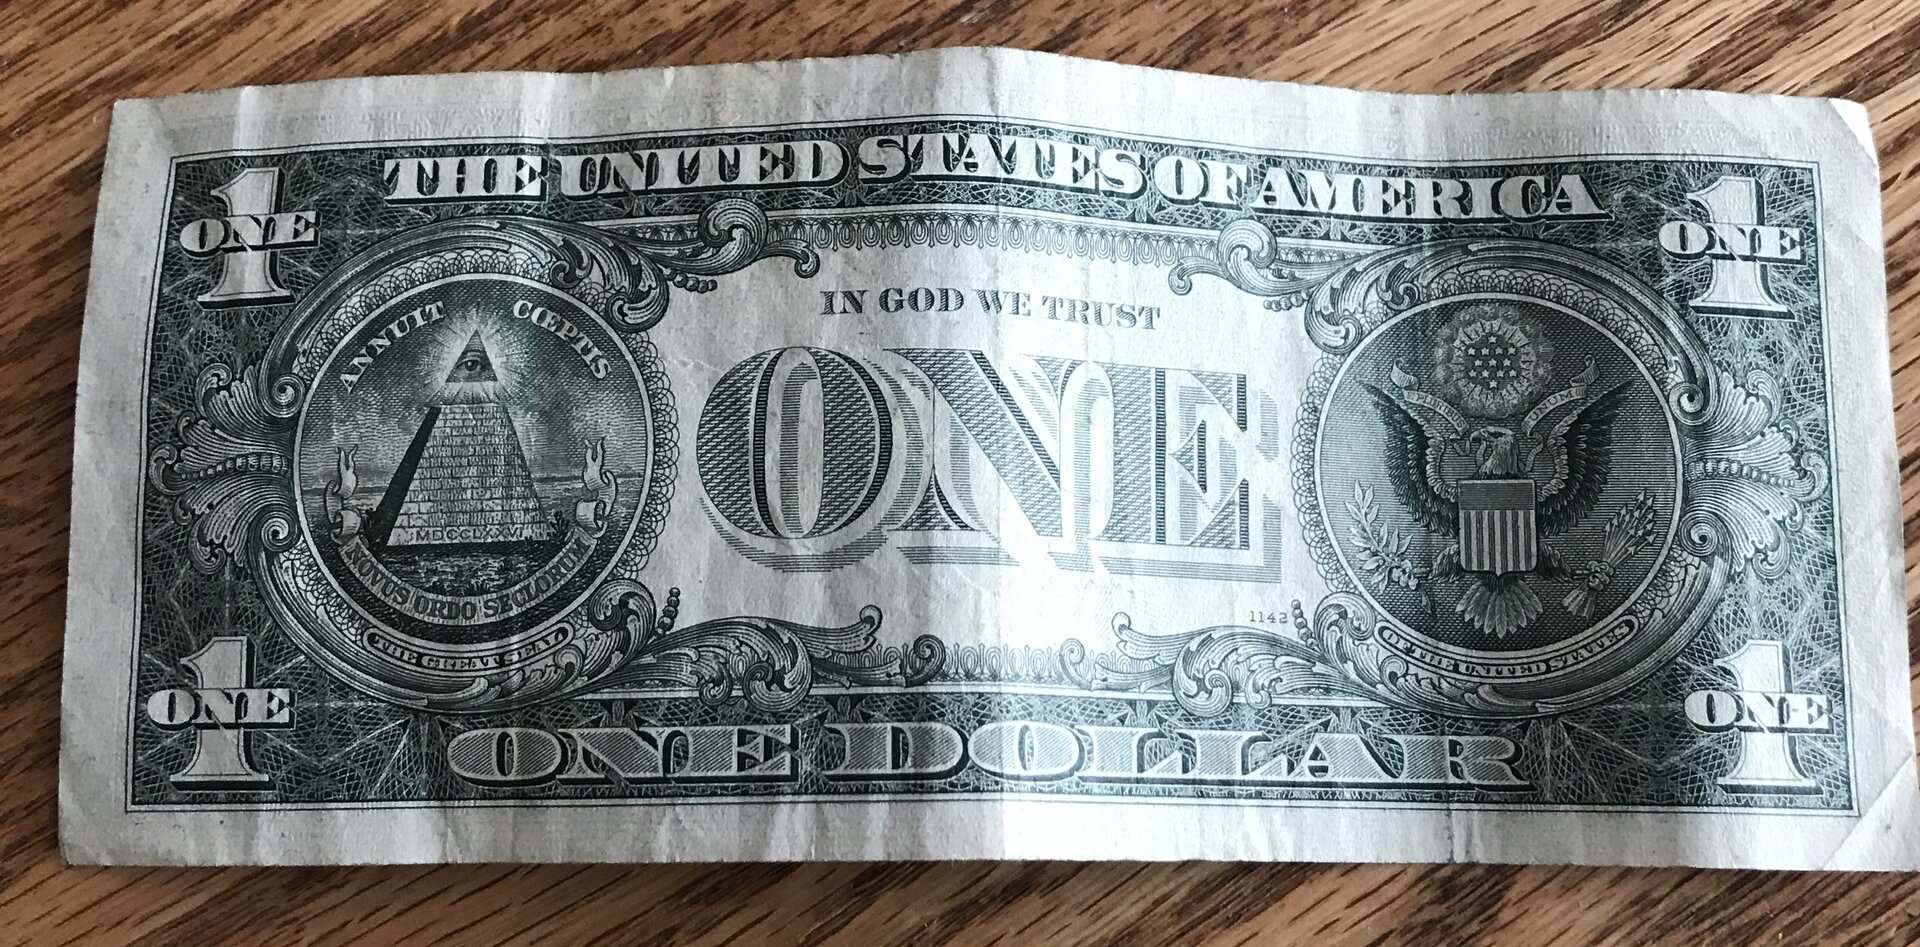 THE UNITED STATES OF AMERICA
1
ONE
1
ONE
ANNUIT CŒPTIS
IN GOD WE TRUST
ONE
MDCCLXXVI
NOVUS ORDO SECLORUM
THE GREAT SEAL
1142
OF THE UNITED STATES
1
ONE
1
ONE
ONE DOLLAR